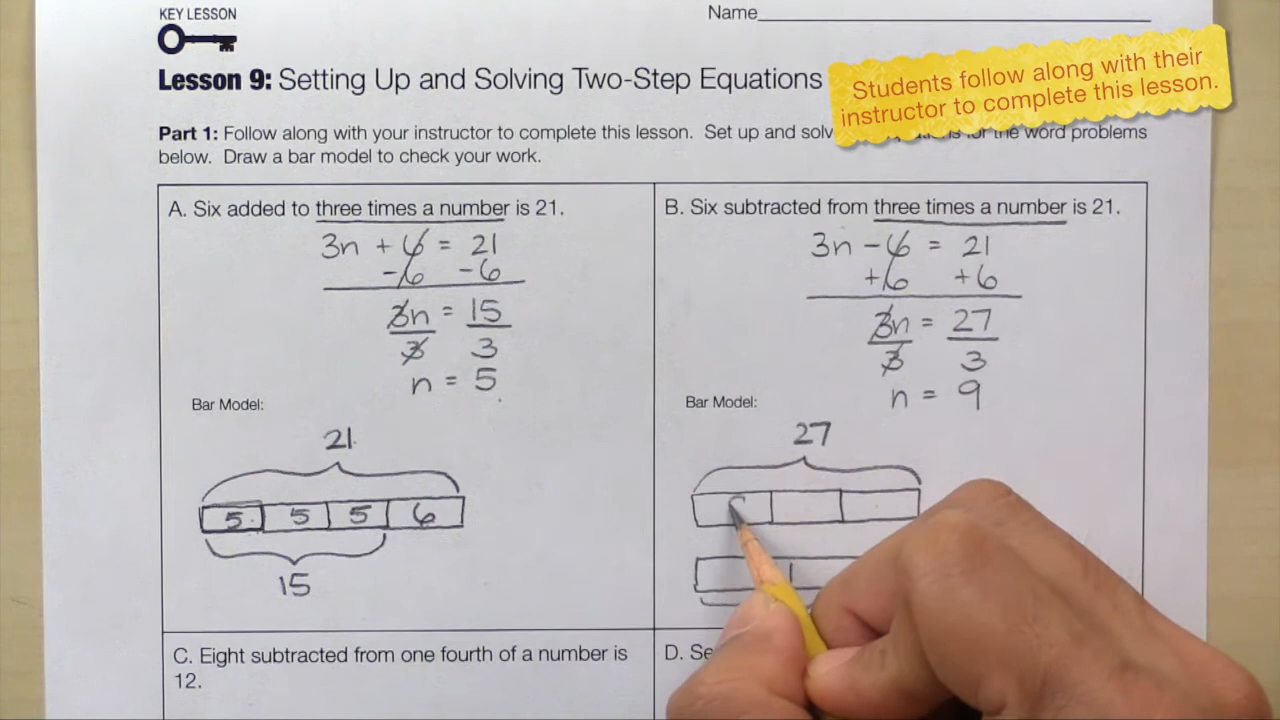 KEY LESSON
Name
Lesson 9: Setting Up and Solving Two-Step Equations
Students follow along with their
instructor to complete this lesson.
Part 1: Follow along with your instructor to complete this lesson. Set up and for the word problems
below. Draw a bar model to check your work.
A. Six added to three times a number is 21.
3n + 6 = 21
-6 -6
3n = 15
3 3
n = 5
Bar Model:
21
5 5 5 6
15
B. Six subtracted from three times a number is 21.
3n - 6 = 21
+6 +6
3n = 27
3 3
n = 9
Bar Model:
27
C. Eight subtracted from one fourth of a number is
12.
D.